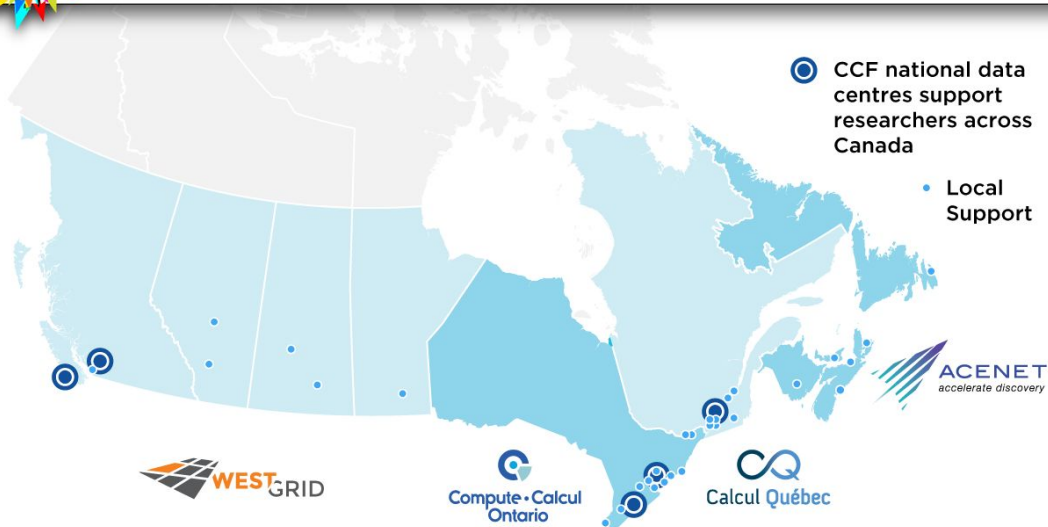 CCF national data
centres support
researchers across
Canada
Local
Support
ACENET
accelerate discovery
WESTGRID
Compute • Calcul
Ontario
CQ
Calcul Québec